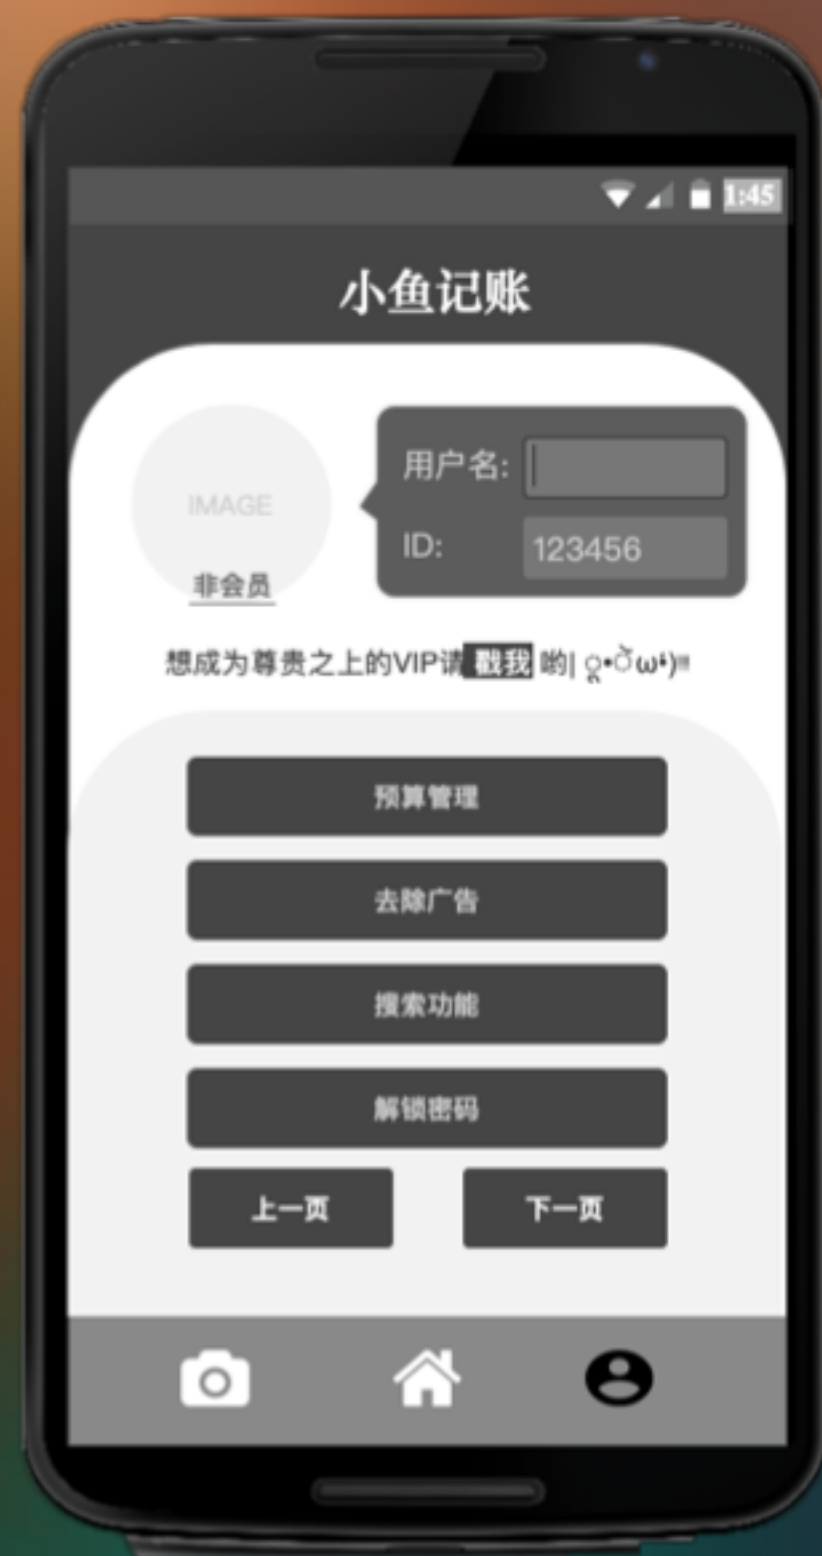 1:45
小鱼记账
用户名:
IMAGE
ID: 123456
非会员
想成为尊贵之上的VIP请 戳我 哟| ू•ૅω•́)ᵎᵎᵎ
预算管理
去除广告
搜索功能
解锁密码
上一页 下一页